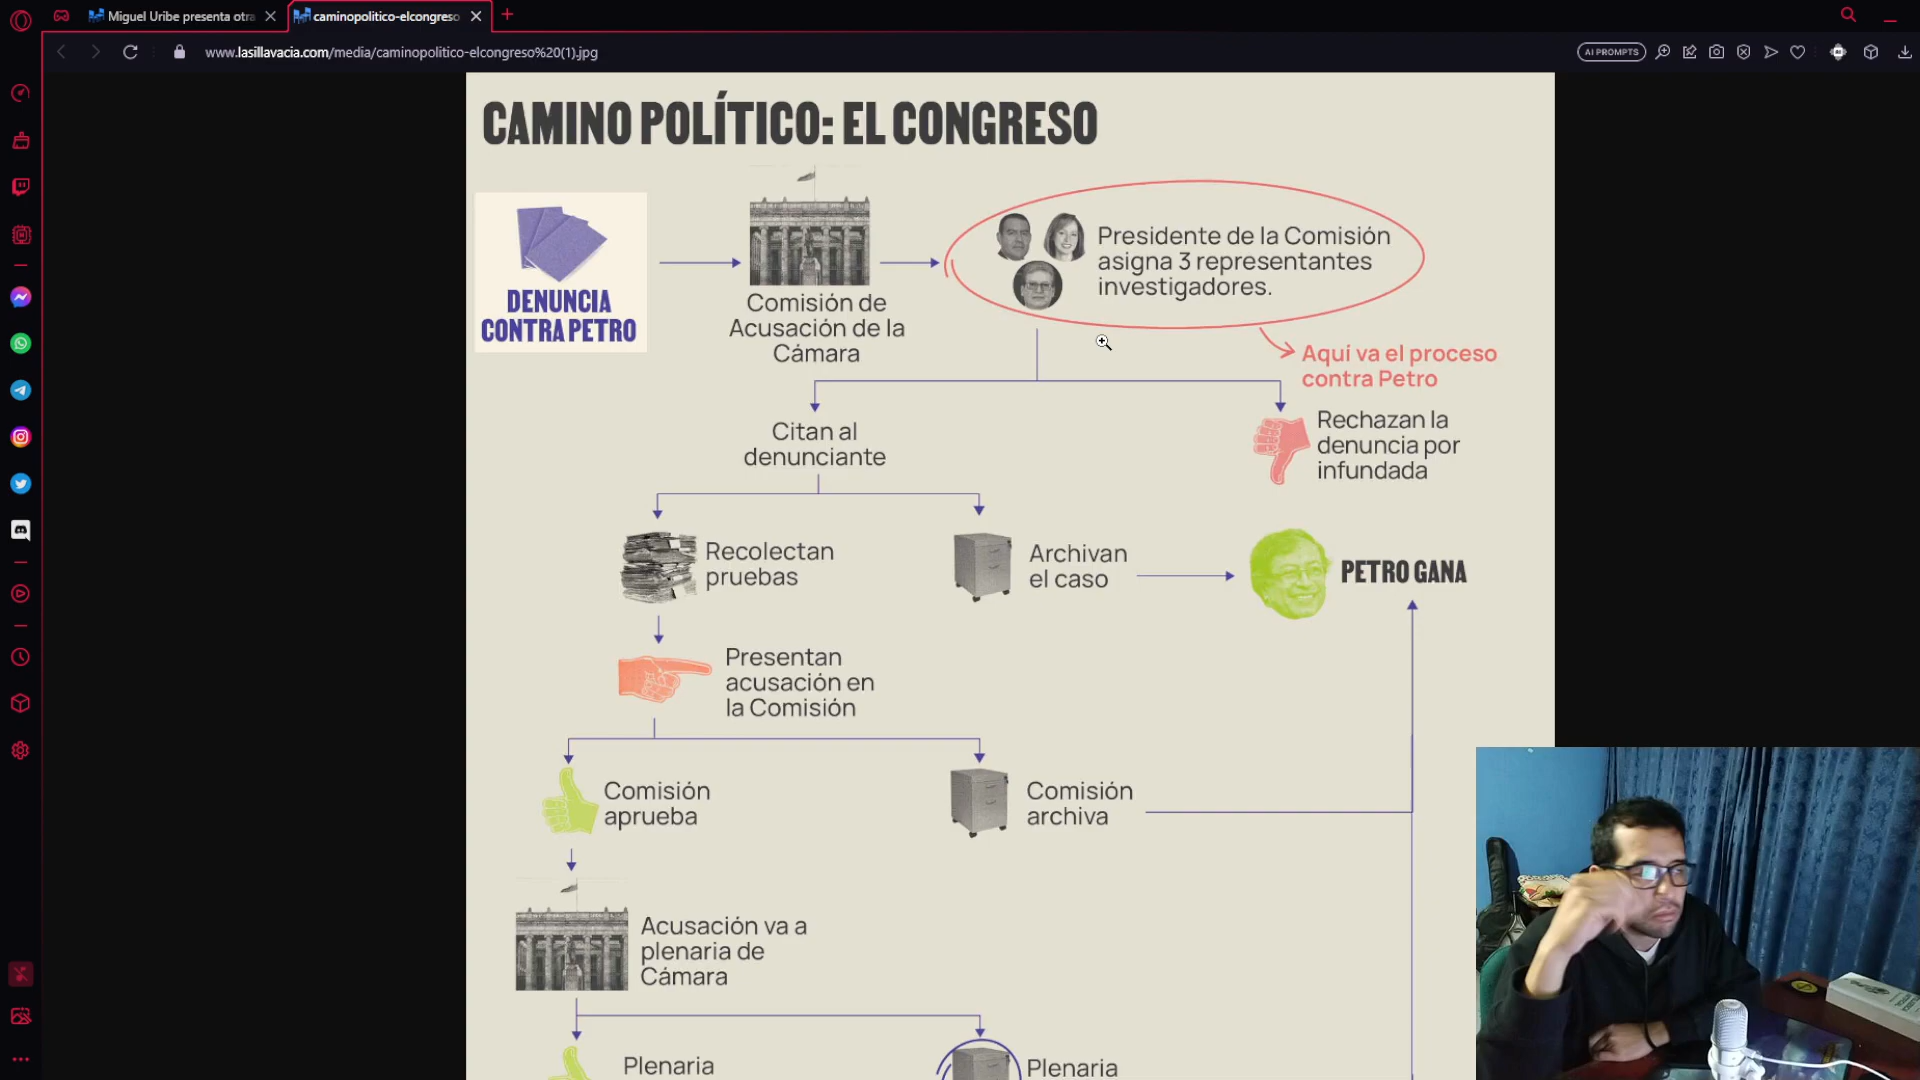 Miguel Uribe presenta otra
caminopolitico-elcongreso
www.lasillavacia.com/media/caminopolitico-elcongreso%20(1).jpg
AI PROMPTS
CAMINO POLÍTICO: EL CONGRESO
DENUNCIA
CONTRA PETRO
Comisión de
Acusación de la
Cámara
Presidente de la Comisión
asigna 3 representantes
investigadores.
Aquí va el proceso
contra Petro
Citan al
denunciante
Rechazan la
denuncia por
infundada
Recolectan
pruebas
Archivan
el caso
PETRO GANA
Presentan
acusación en
la Comisión
Comisión
aprueba
Comisión
archiva
Acusación va a
plenaria de
Cámara
Plenaria
Plenaria